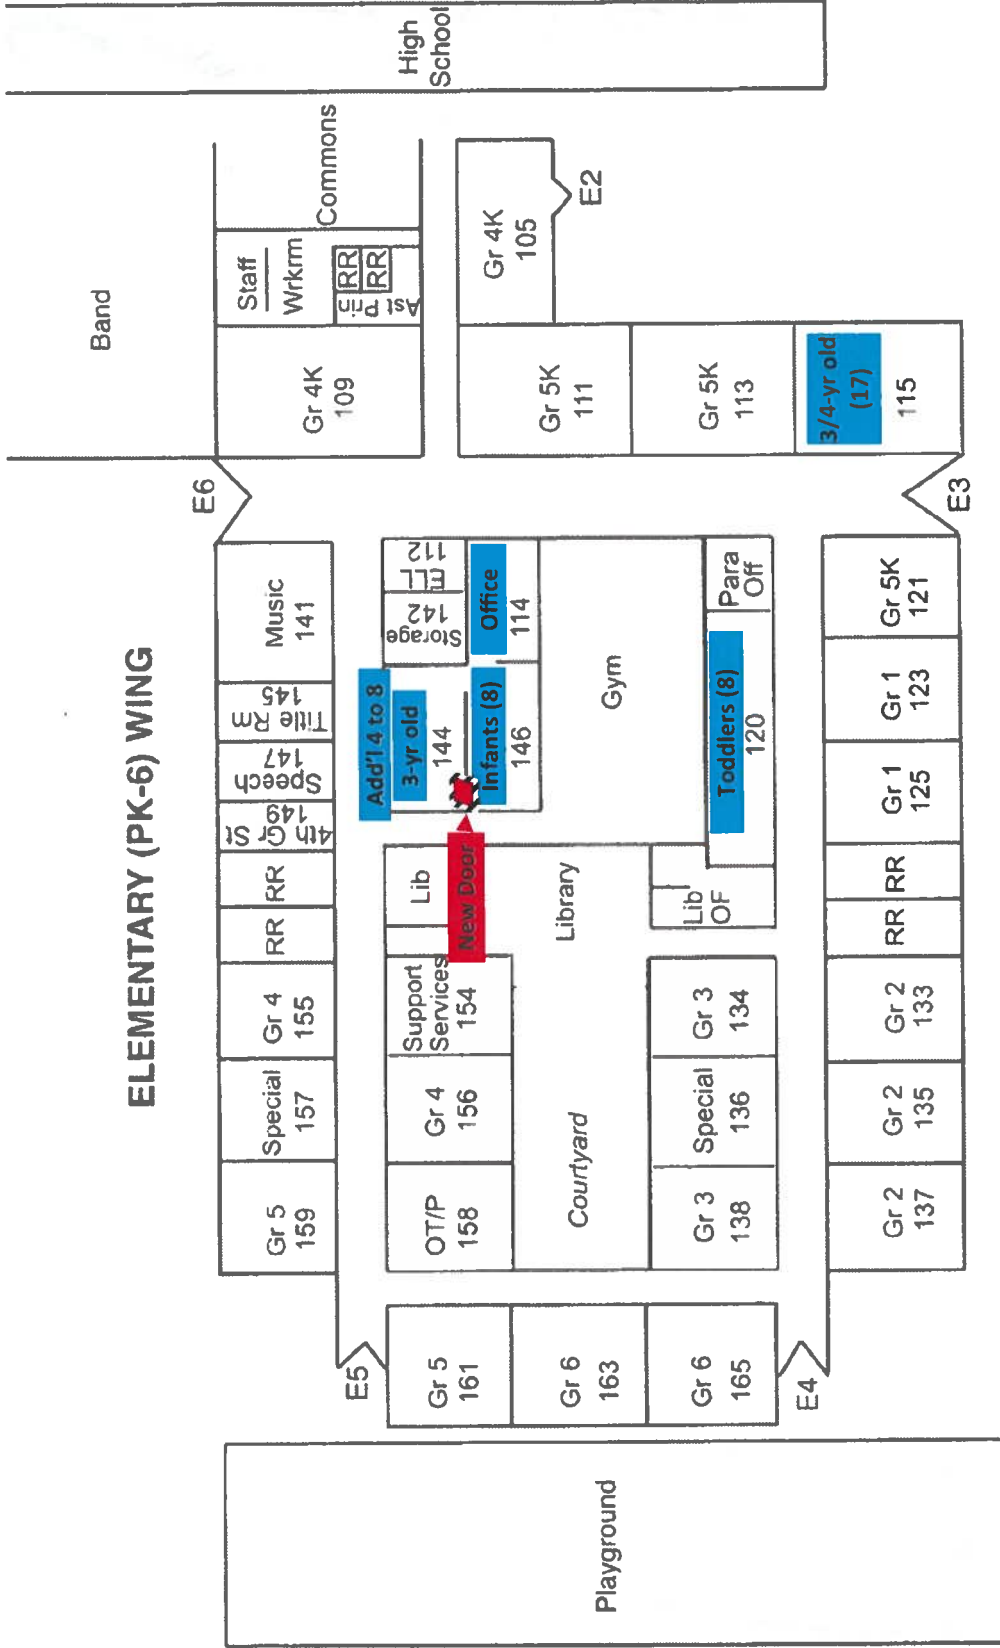 ELEMENTARY (PK-6) WING
Playground
E5
E6
Band
Gr 5
159
Special
157
Gr 4
155
RR
RR
4th Gr St
149
Speech
147
Title Rm
145
Music
141
Gr 4K
109
Staff
Wrkrm
Ast Prin
RR
RR
Commons
High
School
Gr 5
161
Gr 6
163
Gr 6
165
OT/P
158
Gr 4
156
Support
Services
154
Lib
New Door
Add'l 4 to 8
3-yr old
144
Infants (8)
146
Storage
142
ELL
112
Office
114
Courtyard
Library
Gym
Gr 3
138
Special
136
Gr 3
134
Lib
OF
Toddlers (8)
120
Para
Off
Gr 5K
111
Gr 4K
105
E2
Gr 5K
113
3/4-yr old
(17)
115
E4
Gr 2
137
Gr 2
135
Gr 2
133
RR
RR
Gr 1
125
Gr 1
123
Gr 5K
121
E3